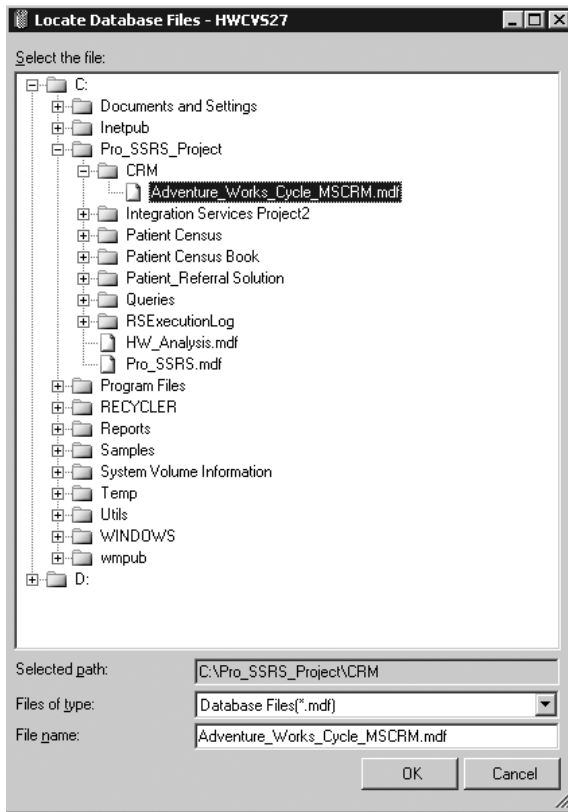 Locate Database Files - HWCVS27
Select the file:
C:
Documents and Settings
Inetpub
Pro_SSRS_Project
CRM
Adventure_Works_Cycle_MSCRM.mdf
Integration Services Project2
Patient Census
Patient Census Book
Patient_Referral Solution
Queries
RSExecutionLog
HW_Analysis.mdf
Pro_SSRS.mdf
Program Files
RECYCLER
Reports
Samples
System Volume Information
Temp
Utils
WINDOWS
wmpub
D:
Selected path: C:\Pro_SSRS_Project\CRM
Files of type: Database Files(*.mdf)
File name: Adventure_Works_Cycle_MSCRM.mdf
OK Cancel